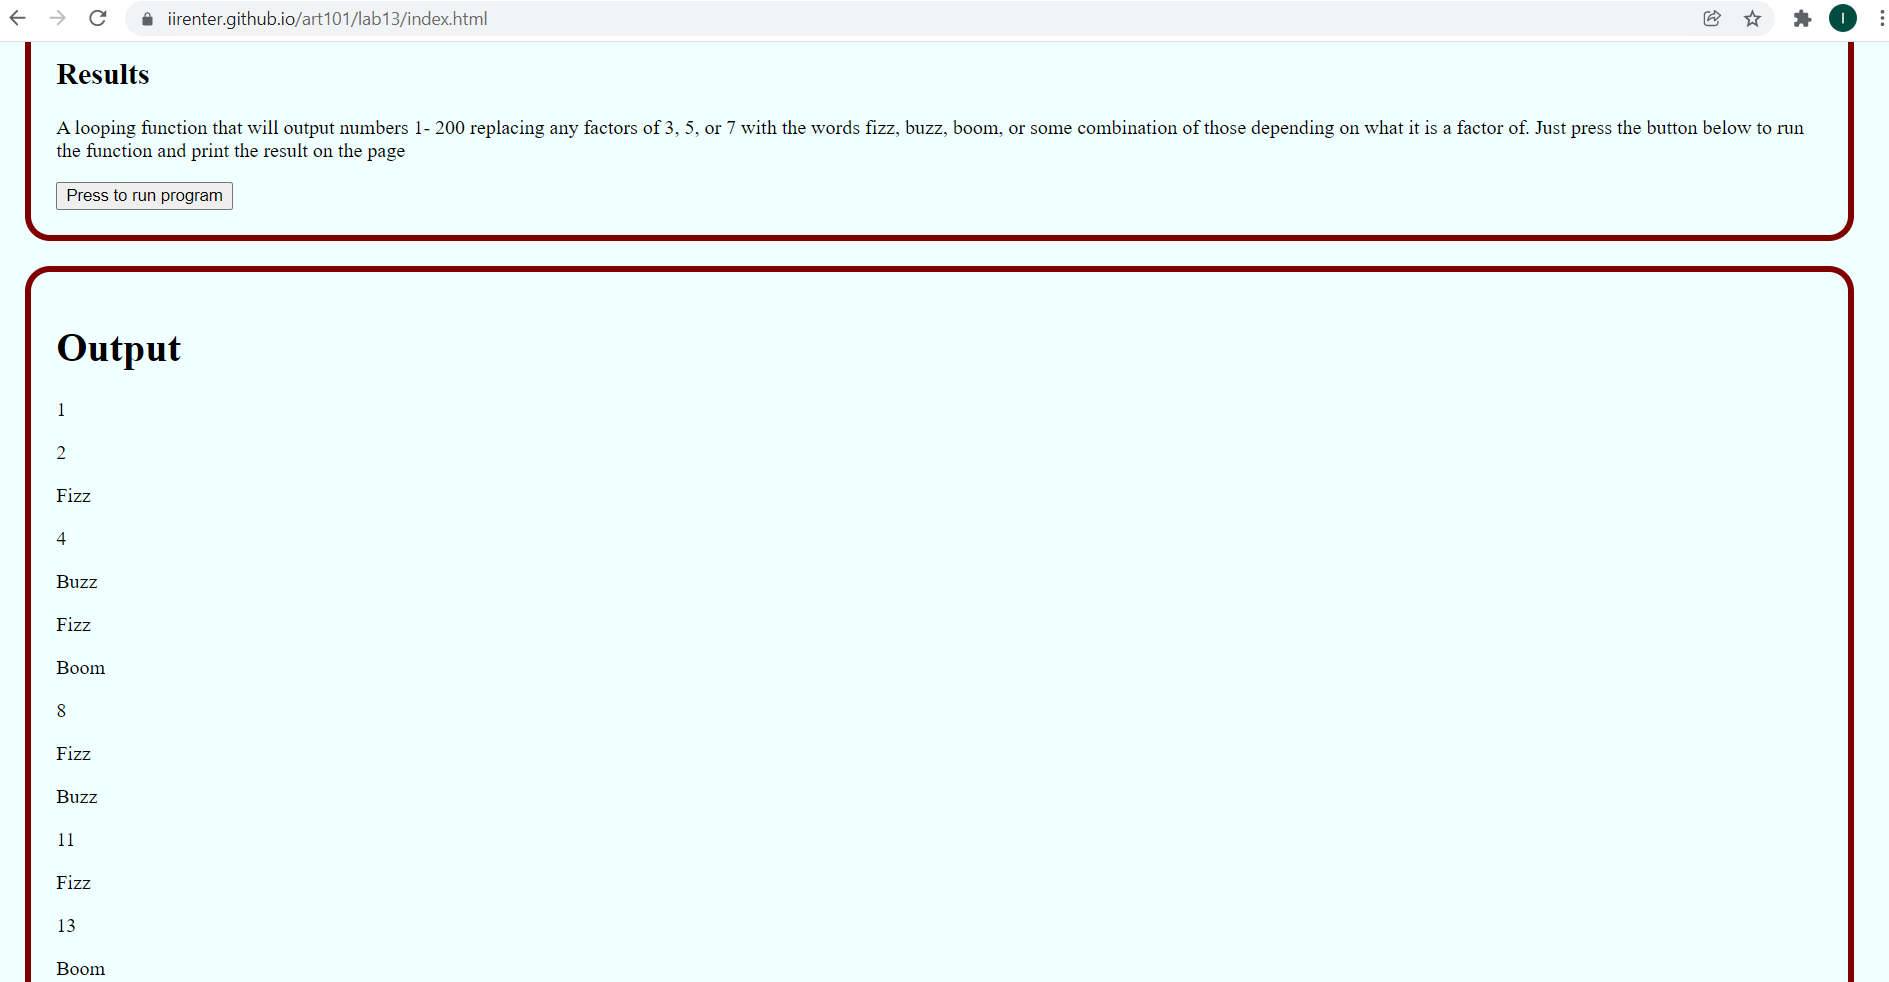 iirenter.github.io/art101/lab13/index.html
I
Results
A looping function that will output numbers 1- 200 replacing any factors of 3, 5, or 7 with the words fizz, buzz, boom, or some combination of those depending on what it is a factor of. Just press the button below to run
the function and print the result on the page
Press to run program
Output
1
2
Fizz
4
Buzz
Fizz
Boom
8
Fizz
Buzz
11
Fizz
13
Boom